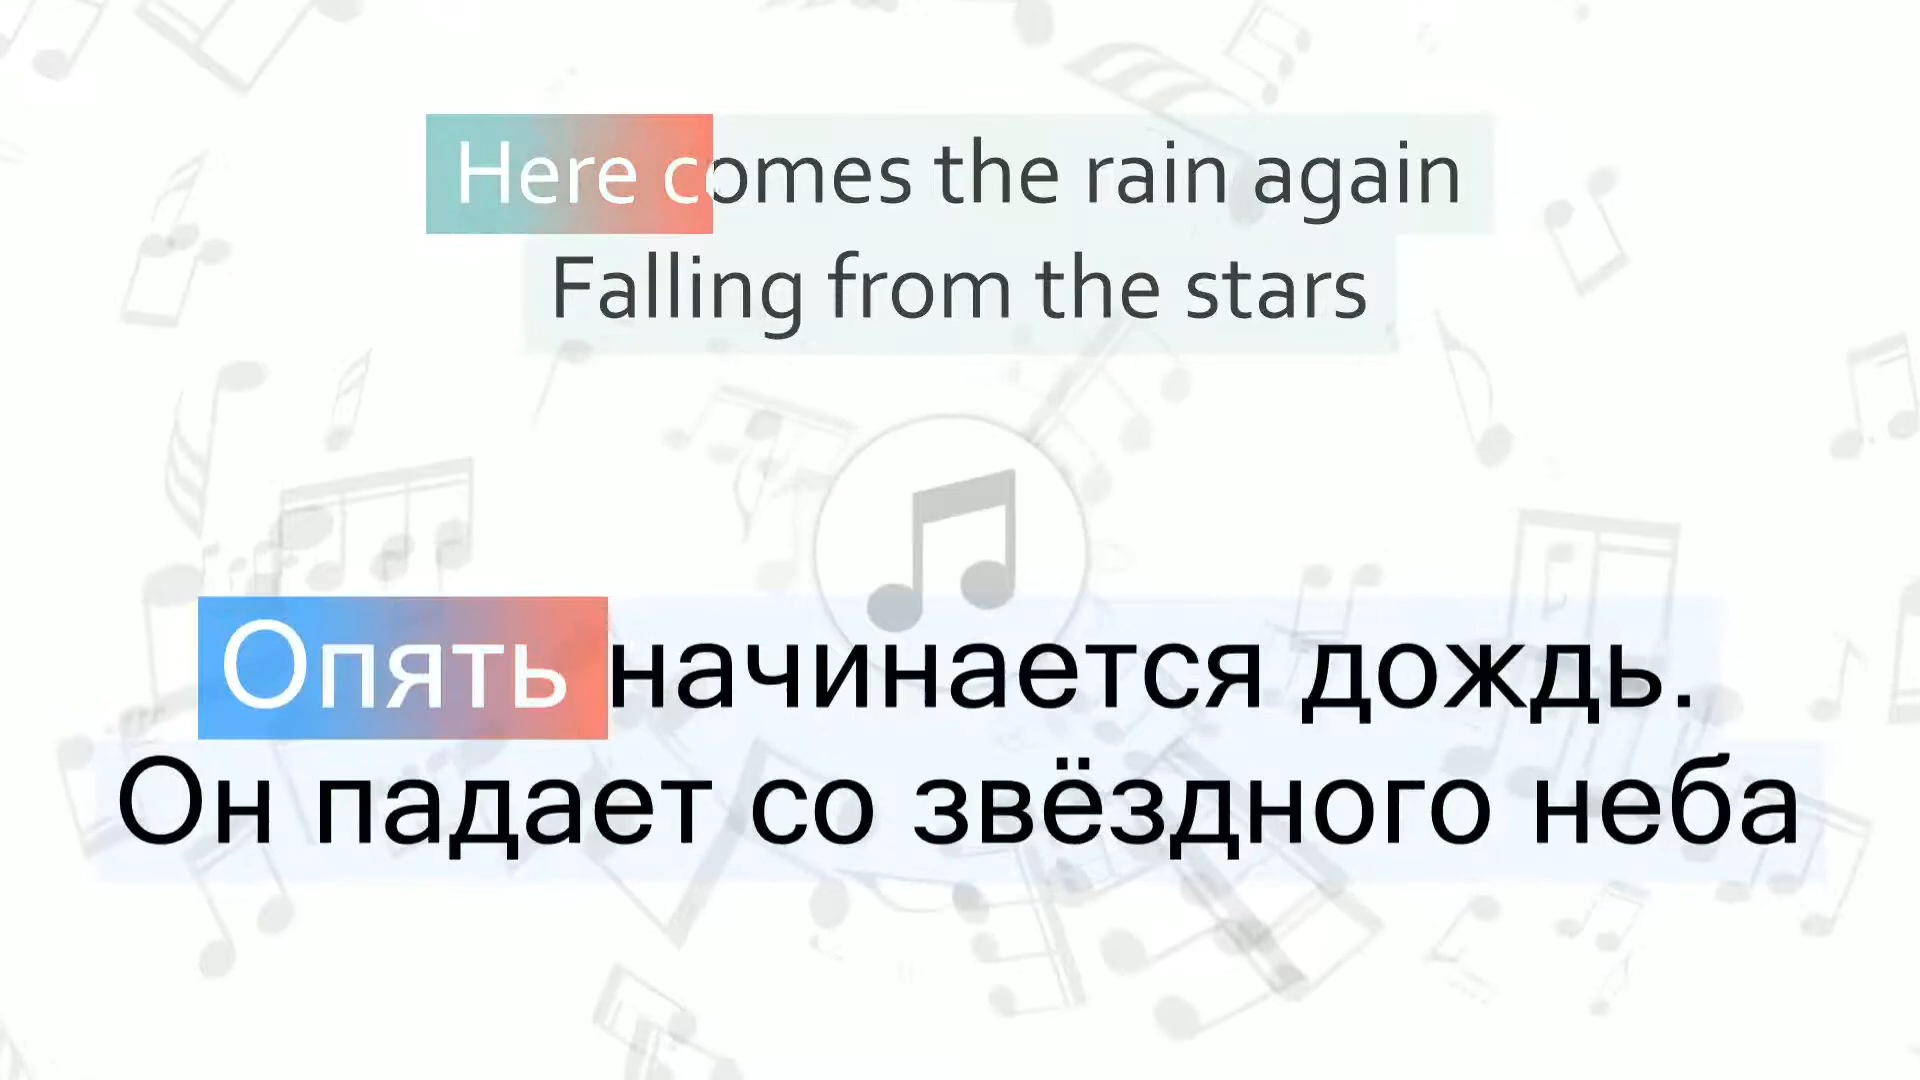 Here comes the rain again
Falling from the stars
Опять начинается дождь.
Он падает со звёздного неба